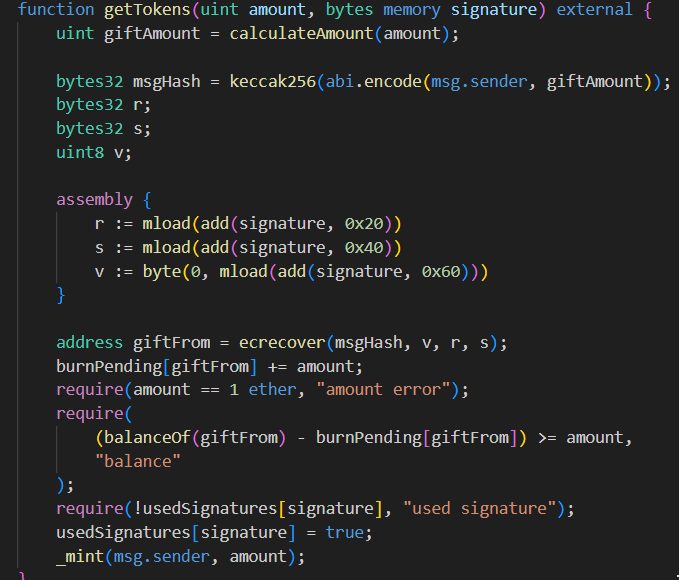 function getTokens(uint amount, bytes memory signature) external {
uint giftAmount = calculateAmount(amount);
bytes32 msgHash = keccak256(abi.encode(msg.sender, giftAmount));
bytes32 r;
bytes32 s;
uint8 v;
assembly {
r := mload(add(signature, 0x20))
s := mload(add(signature, 0x40))
v := byte(0, mload(add(signature, 0x60)))
}
address giftFrom = ecrecover(msgHash, v, r, s);
burnPending[giftFrom] += amount;
require(amount == 1 ether, "amount error");
require(
(balanceOf(giftFrom) - burnPending[giftFrom]) >= amount,
"balance"
);
require(!usedSignatures[signature], "used signature");
usedSignatures[signature] = true;
_mint(msg.sender, amount);
}